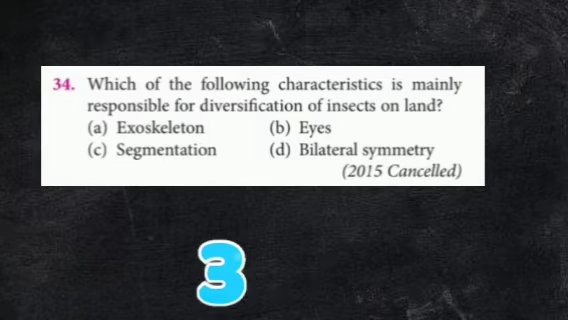 34. Which of the following characteristics is mainly
responsible for diversification of insects on land?
(a) Exoskeleton (b) Eyes
(c) Segmentation (d) Bilateral symmetry
(2015 Cancelled)
3